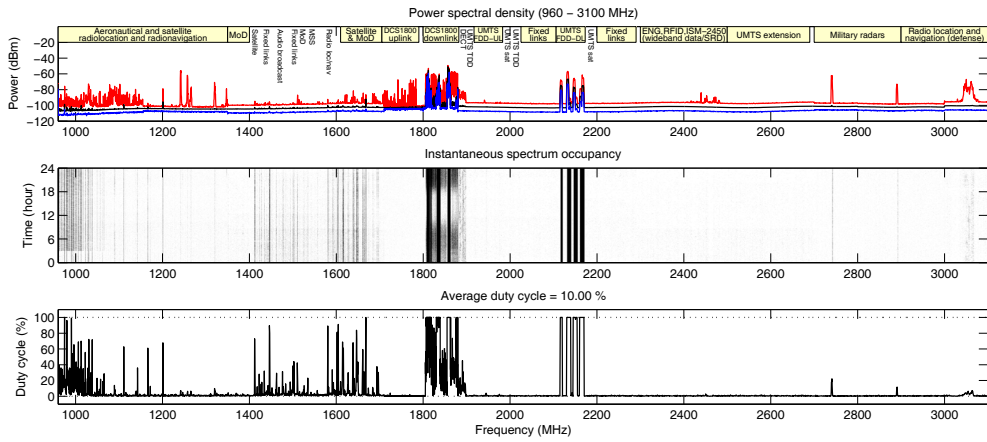 Power spectral density (960 − 3100 MHz)
Power (dBm)
−20
−40
−60
−80
−100
−120
Aeronautical and satellite
radiolocation and radionavigation
MoD
Satellite
Fixed links
Audio broadcast
Fixed links
MoD
MSS
Radio loc/nav
Satellite
& MoD
DCS1800
uplink
DCS1800
downlink
DECT
UMTS TDD
UMTS
FDD−UL
UMTS sat
UMTS TDD
Fixed
links
UMTS
FDD−DL
UMTS sat
Fixed
links
ENG,RFID,ISM−2450
(wideband data/SRD)
UMTS extension
Military radars
Radio location and
navigation (defense)
1000 1200 1400 1600 1800 2000 2200 2400 2600 2800 3000
Instantaneous spectrum occupancy
Time (hour)
24
18
12
6
0
1000 1200 1400 1600 1800 2000 2200 2400 2600 2800 3000
Average duty cycle = 10.00 %
Duty cycle (%)
100
80
60
40
20
0
1000 1200 1400 1600 1800 2000 2200 2400 2600 2800 3000
Frequency (MHz)